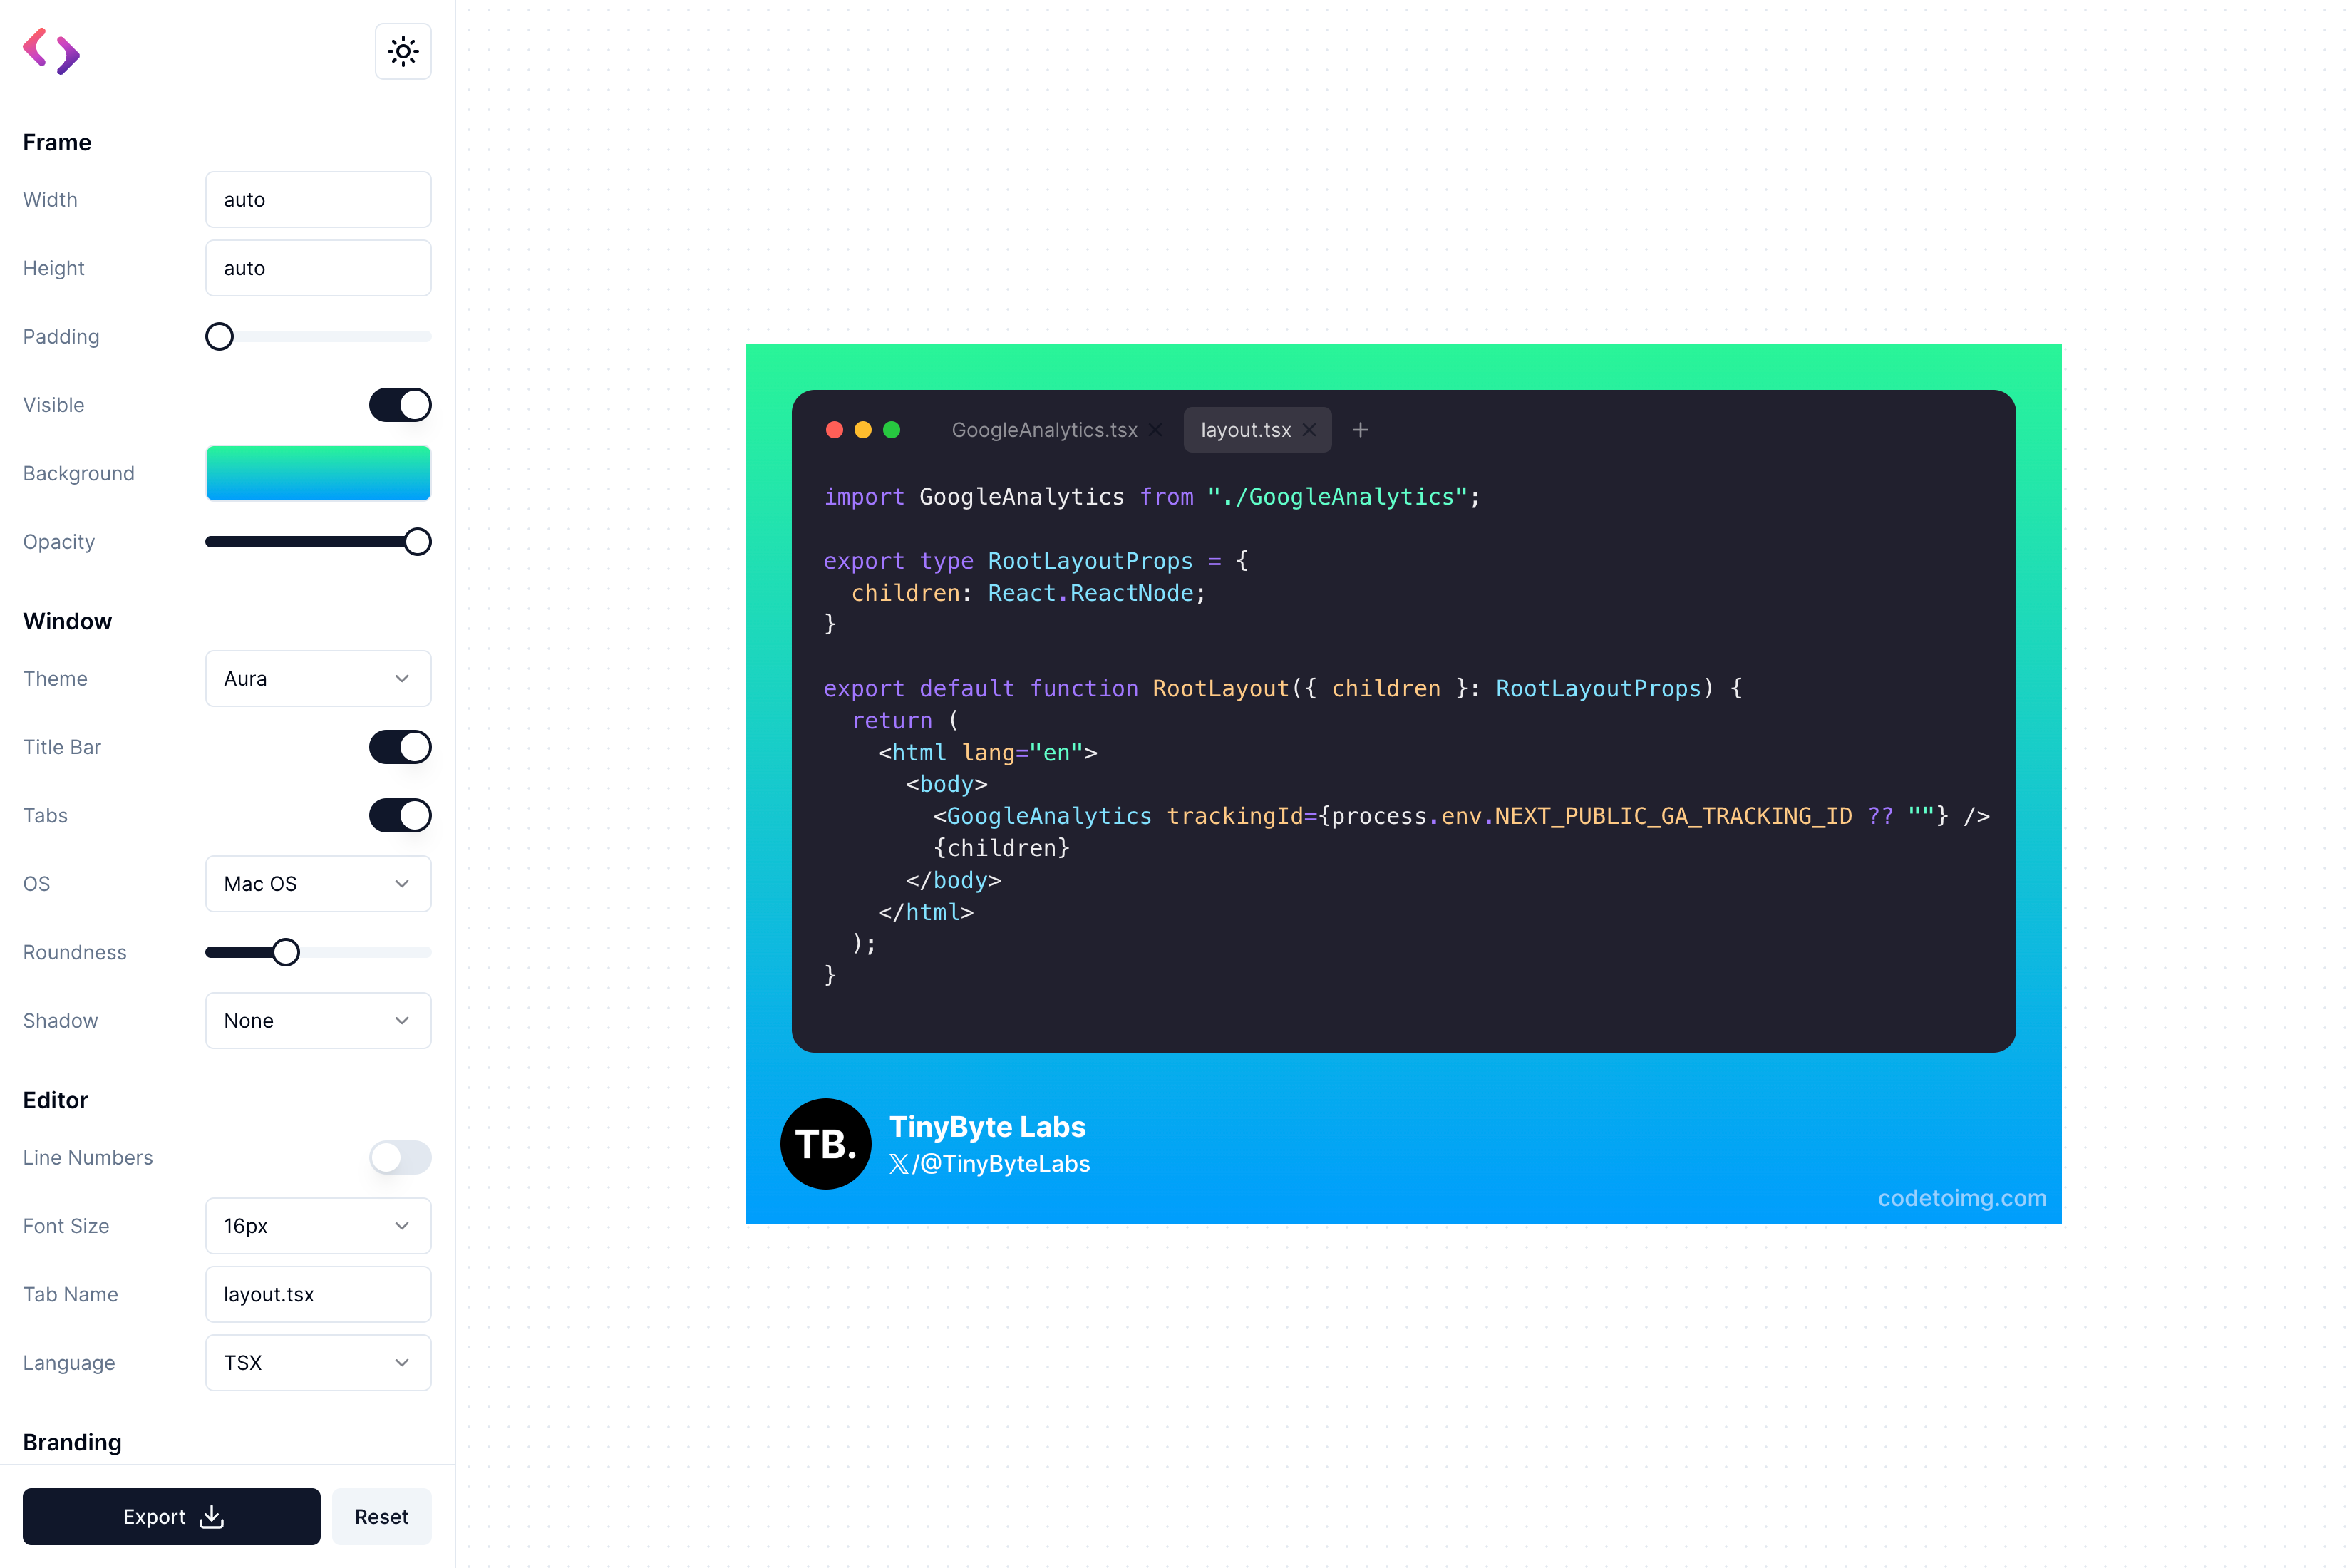 Frame
Width auto
Height auto
Padding
Visible
Background
Opacity
Window
Theme Aura
Title Bar
Tabs
OS Mac OS
Roundness
Shadow None
Editor
Line Numbers
Font Size 16px
Tab Name layout.tsx
Language TSX
Branding
Export Reset
GoogleAnalytics.tsx layout.tsx
import GoogleAnalytics from "./GoogleAnalytics";
export type RootLayoutProps = {
  children: React.ReactNode;
}
export default function RootLayout({ children }: RootLayoutProps) {
  return (
    <html lang="en">
      <body>
        <GoogleAnalytics trackingId={process.env.NEXT_PUBLIC_GA_TRACKING_ID ?? ""} />
        {children}
      </body>
    </html>
  );
}
TB.
TinyByte Labs
𝕏/@TinyByteLabs
codetoimg.com